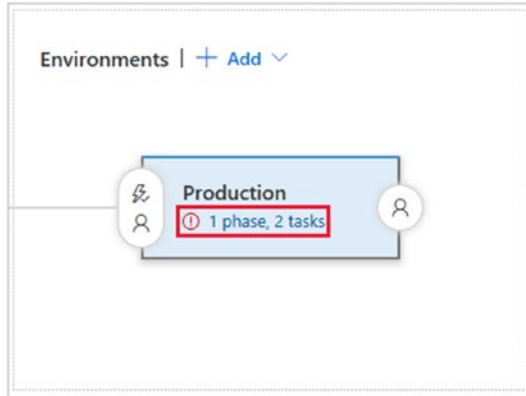 Environments | + Add
Production
1 phase, 2 tasks